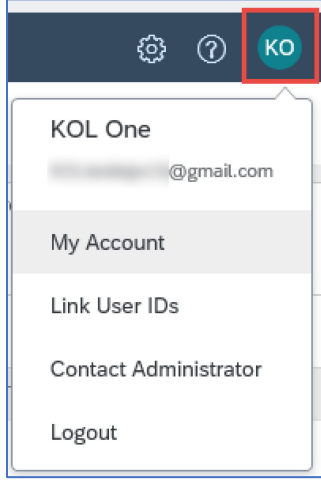 KO
KOL One
@gmail.com
My Account
Link User IDs
Contact Administrator
Logout